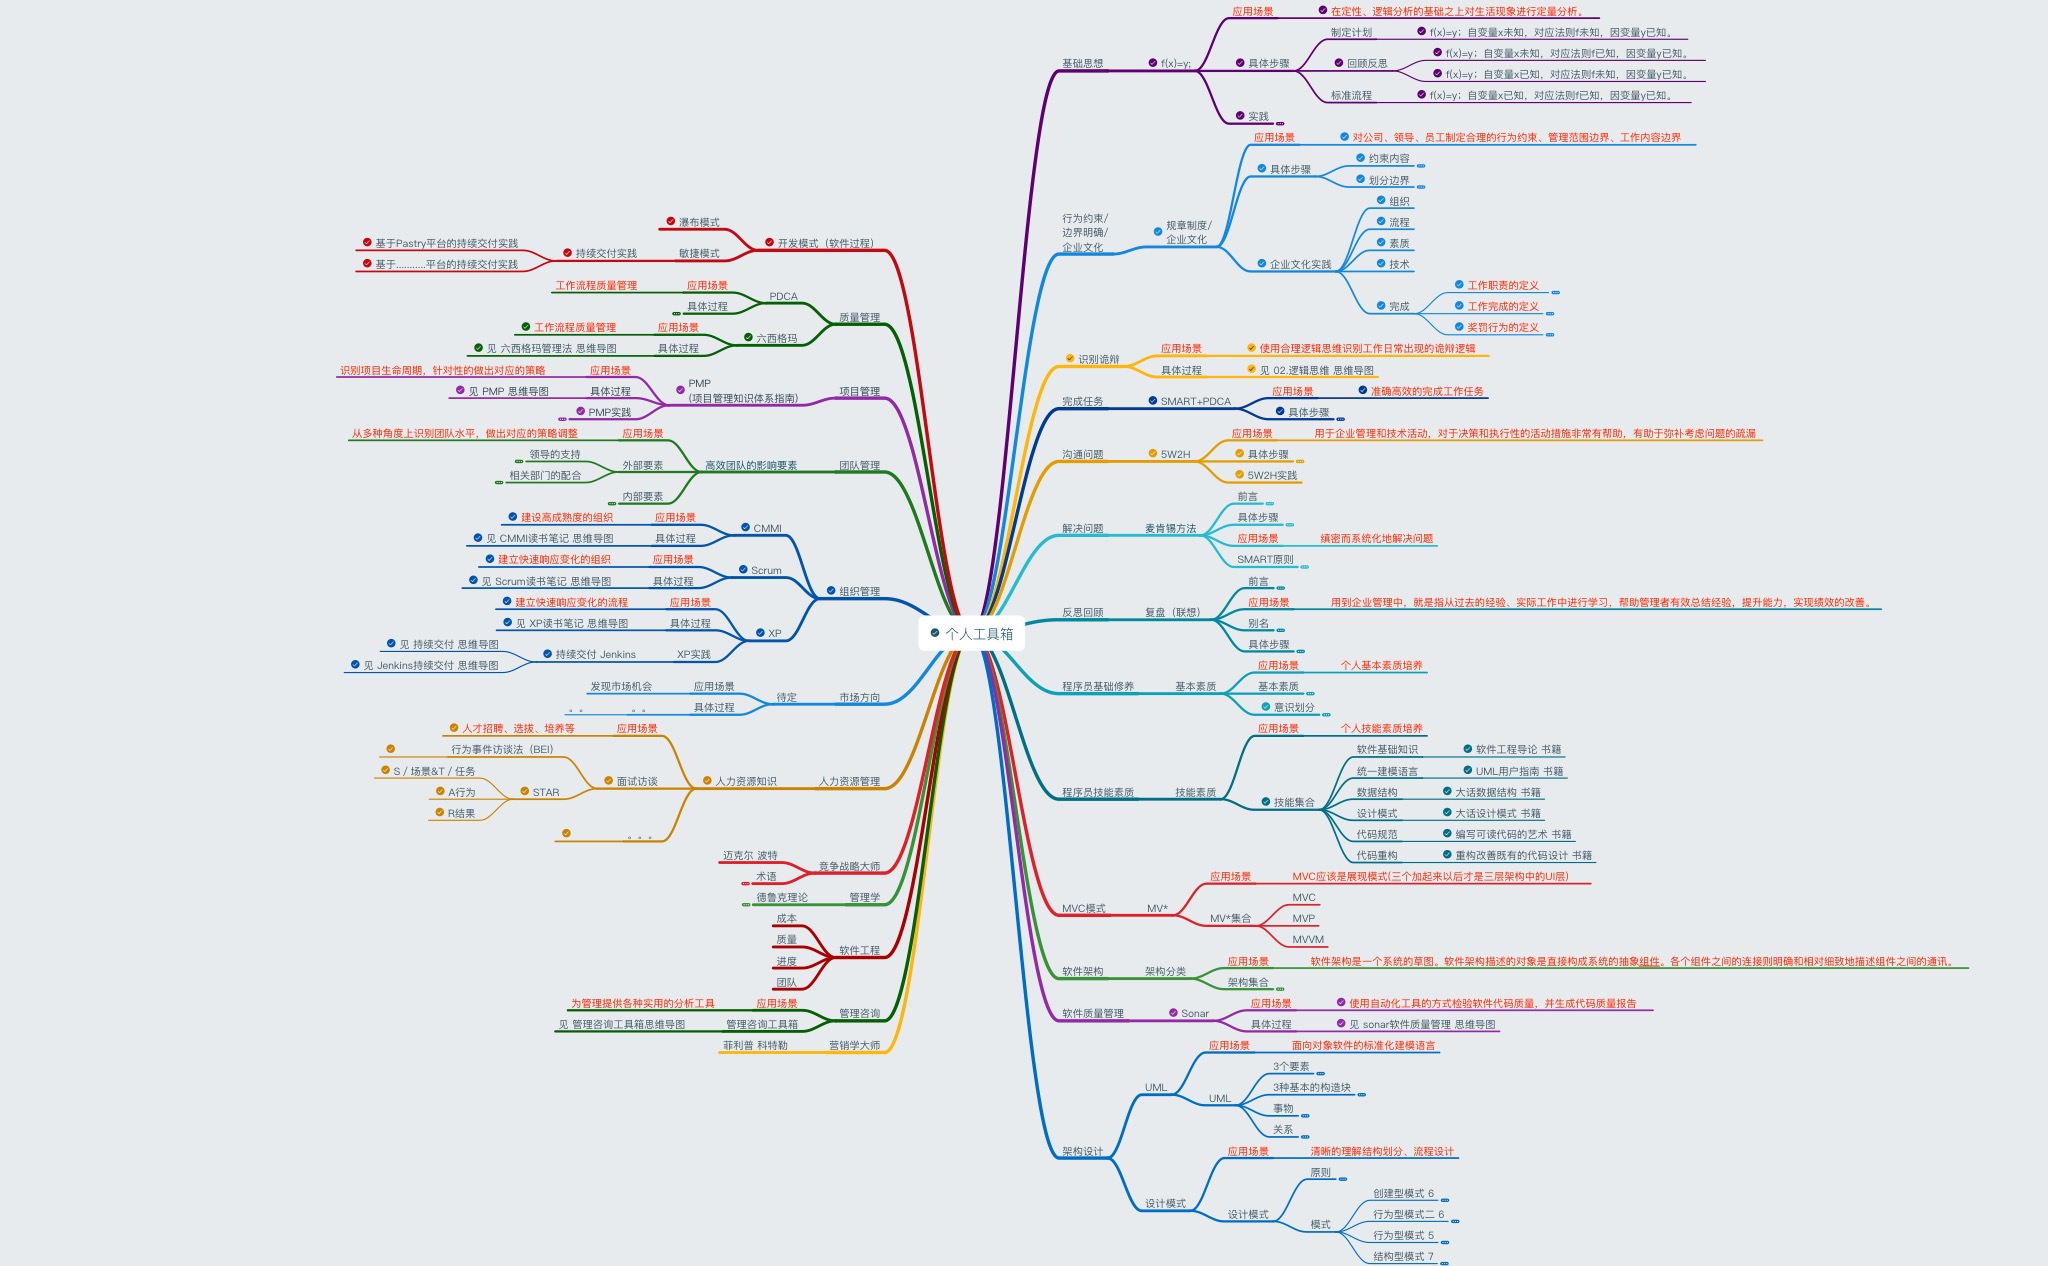 个人工具箱
基础思想
f(x)=y;
应用场景
在定性、逻辑分析的基础之上对生活现象进行定量分析。
具体步骤
制定计划
f(x)=y；自变量x未知，对应法则f未知，因变量y已知。
回顾反思
f(x)=y；自变量x未知，对应法则f已知，因变量y已知。
f(x)=y；自变量x已知，对应法则f未知，因变量y已知。
标准流程
f(x)=y；自变量x已知，对应法则f已知，因变量y已知。
实践
行为约束/
边界明确/
企业文化
规章制度/
企业文化
应用场景
对公司、领导、员工制定合理的行为约束、管理范围边界、工作内容边界
具体步骤
约束内容
划分边界
企业文化实践
组织
流程
素质
技术
完成
工作职责的定义
工作完成的定义
奖罚行为的定义
识别诡辩
应用场景
使用合理逻辑思维识别工作日常出现的诡辩逻辑
具体过程
见 02.逻辑思维 思维导图
完成任务
SMART+PDCA
应用场景
准确高效的完成工作任务
具体步骤
沟通问题
5W2H
应用场景
用于企业管理和技术活动，对于决策和执行性的活动措施非常有帮助，有助于弥补考虑问题的疏漏
具体步骤
5W2H实践
解决问题
麦肯锡方法
前言
具体步骤
应用场景
缜密而系统化地解决问题
SMART原则
反思回顾
复盘（联想）
前言
应用场景
用到企业管理中，就是指从过去的经验、实际工作中进行学习，帮助管理者有效总结经验，提升能力，实现绩效的改善。
别名
具体步骤
程序员基础修养
基本素质
应用场景
个人基本素质培养
基本素质
意识划分
程序员技能素质
技能素质
应用场景
个人技能素质培养
技能集合
软件基础知识
软件工程导论 书籍
统一建模语言
UML用户指南 书籍
数据结构
大话数据结构 书籍
设计模式
大话设计模式 书籍
代码规范
编写可读代码的艺术 书籍
代码重构
重构改善既有的代码设计 书籍
MVC模式
MV*
应用场景
MVC应该是展现模式(三个加起来以后才是三层架构中的UI层)
MV*集合
MVC
MVP
MVVM
软件架构
架构分类
应用场景
软件架构是一个系统的草图。软件架构描述的对象是直接构成系统的抽象组件。各个组件之间的连接则明确和相对细致地描述组件之间的通讯。
架构集合
软件质量管理
Sonar
应用场景
使用自动化工具的方式检验软件代码质量，并生成代码质量报告
具体过程
见 sonar软件质量管理 思维导图
架构设计
UML
应用场景
面向对象软件的标准化建模语言
UML
3个要素
3种基本的构造块
事物
关系
设计模式
应用场景
清晰的理解结构划分、流程设计
设计模式
原则
模式
创建型模式 6
行为型模式二 6
行为型模式 5
结构型模式 7
开发模式（软件过程）
瀑布模式
敏捷模式
持续交付实践
基于Pastry平台的持续交付实践
基于...........平台的持续交付实践
质量管理
PDCA
应用场景
工作流程质量管理
具体过程
六西格玛
应用场景
工作流程质量管理
具体过程
见 六西格玛管理法 思维导图
项目管理
PMP
(项目管理知识体系指南)
应用场景
识别项目生命周期，针对性的做出对应的策略
具体过程
见 PMP 思维导图
PMP实践
团队管理
高效团队的影响要素
应用场景
从多种角度上识别团队水平，做出对应的策略调整
外部要素
领导的支持
相关部门的配合
内部要素
组织管理
CMMI
应用场景
建设高成熟度的组织
具体过程
见 CMMI读书笔记 思维导图
Scrum
应用场景
建立快速响应变化的组织
具体过程
见 Scrum读书笔记 思维导图
XP
应用场景
建立快速响应变化的流程
具体过程
见 XP读书笔记 思维导图
XP实践
持续交付 Jenkins
见 持续交付 思维导图
见 Jenkins持续交付 思维导图
市场方向
待定
应用场景
发现市场机会
具体过程
。。
。。
人力资源管理
人力资源知识
应用场景
人才招聘、选拔、培养等
面试访谈
行为事件访谈法（BEI）
STAR
S / 场景&T / 任务
A行为
R结果
。。。
竞争战略大师
迈克尔 波特
术语
管理学
德鲁克理论
软件工程
成本
质量
进度
团队
管理咨询
应用场景
为管理提供各种实用的分析工具
管理咨询工具箱
见 管理咨询工具箱思维导图
营销学大师
菲利普 科特勒